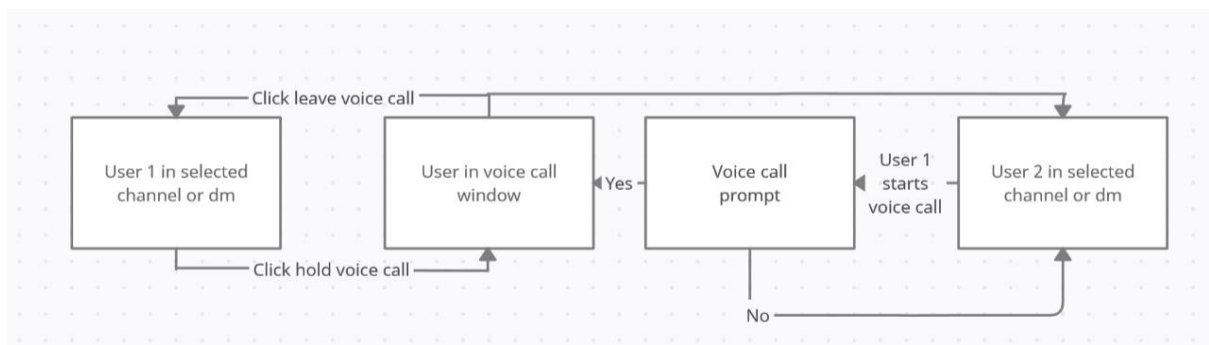 Click leave voice call
User 1 in selected
channel or dm
User in voice call
window
Yes
Voice call
prompt
User 1
starts
voice call
User 2 in selected
channel or dm
Click hold voice call
No